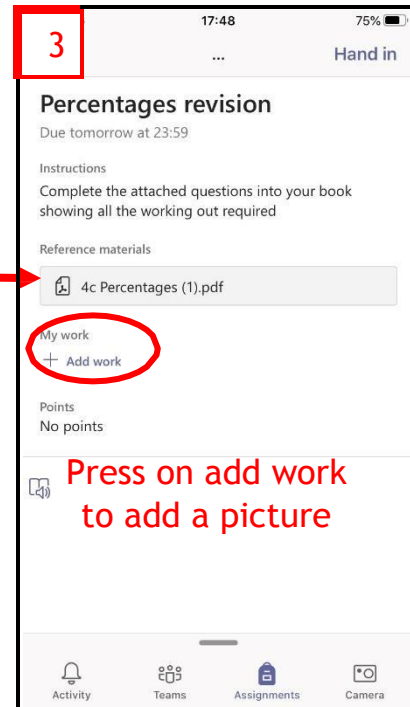 3
17:48
75%
...
Hand in
Percentages revision
Due tomorrow at 23:59
Instructions
Complete the attached questions into your book
showing all the working out required
Reference materials
4c Percentages (1).pdf
My work
+ Add work
Points
No points
Press on add work
to add a picture
Activity
Teams
Assignments
Camera